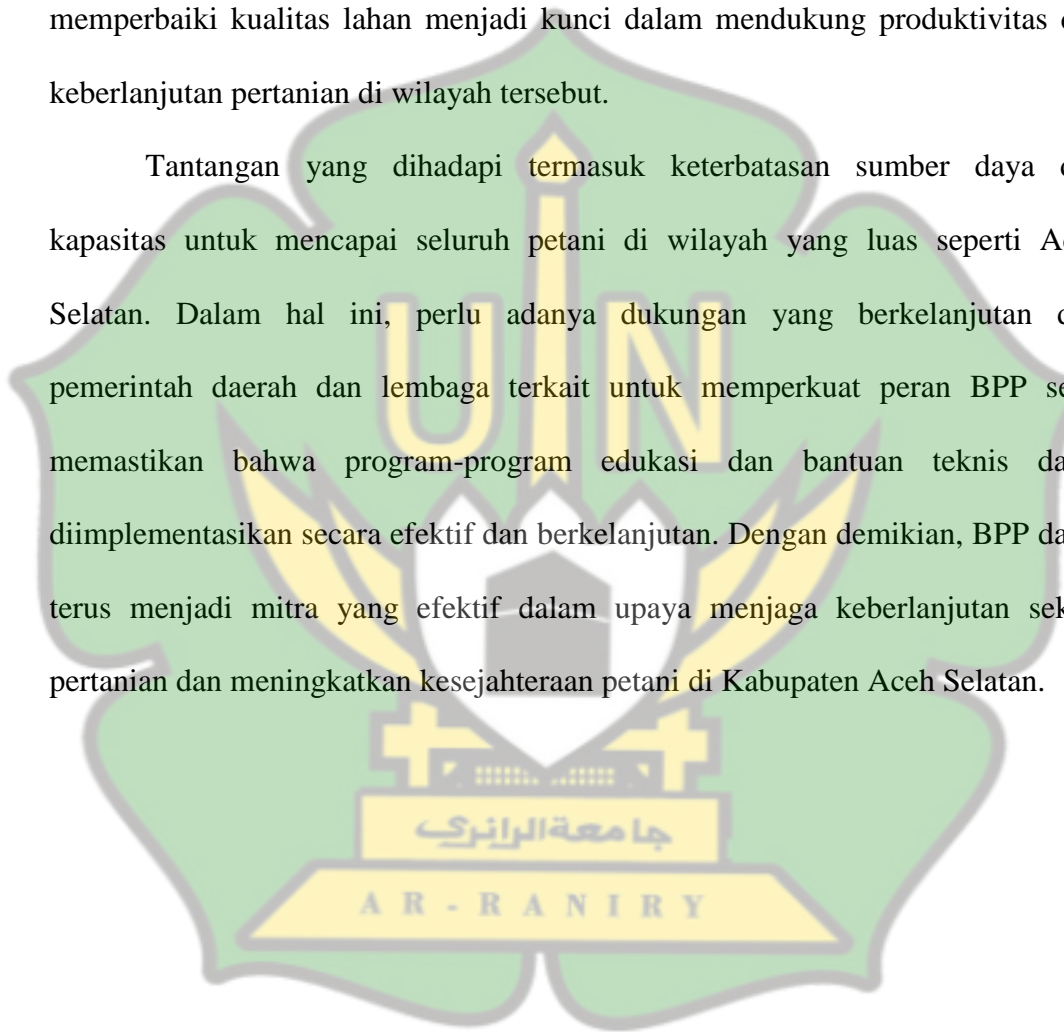 memperbaiki kualitas lahan menjadi kunci dalam mendukung produktivitas
keberlanjutan pertanian di wilayah tersebut.
Tantangan yang dihadapi termasuk keterbatasan sumber daya
kapasitas untuk mencapai seluruh petani di wilayah yang luas seperti
Selatan. Dalam hal ini, perlu adanya dukungan yang berkelanjutan
pemerintah daerah dan lembaga terkait untuk memperkuat peran BPP
memastikan bahwa program-program edukasi dan bantuan teknis
diimplementasikan secara efektif dan berkelanjutan. Dengan demikian, BPP
terus menjadi mitra yang efektif dalam upaya menjaga keberlanjutan
pertanian dan meningkatkan kesejahteraan petani di Kabupaten Aceh Selatan.
UIN
جامعة الرانري
AR-RANIRY